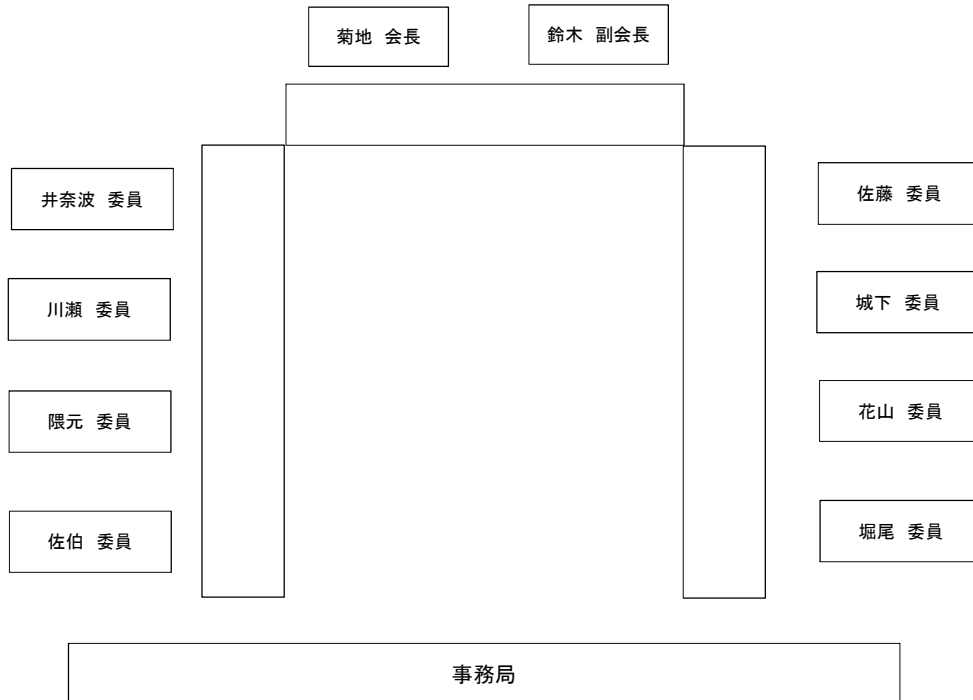 菊地 会長
鈴木 副会長
井奈波 委員
佐藤 委員
川瀬 委員
城下 委員
隈元 委員
花山 委員
佐伯 委員
堀尾 委員
事務局